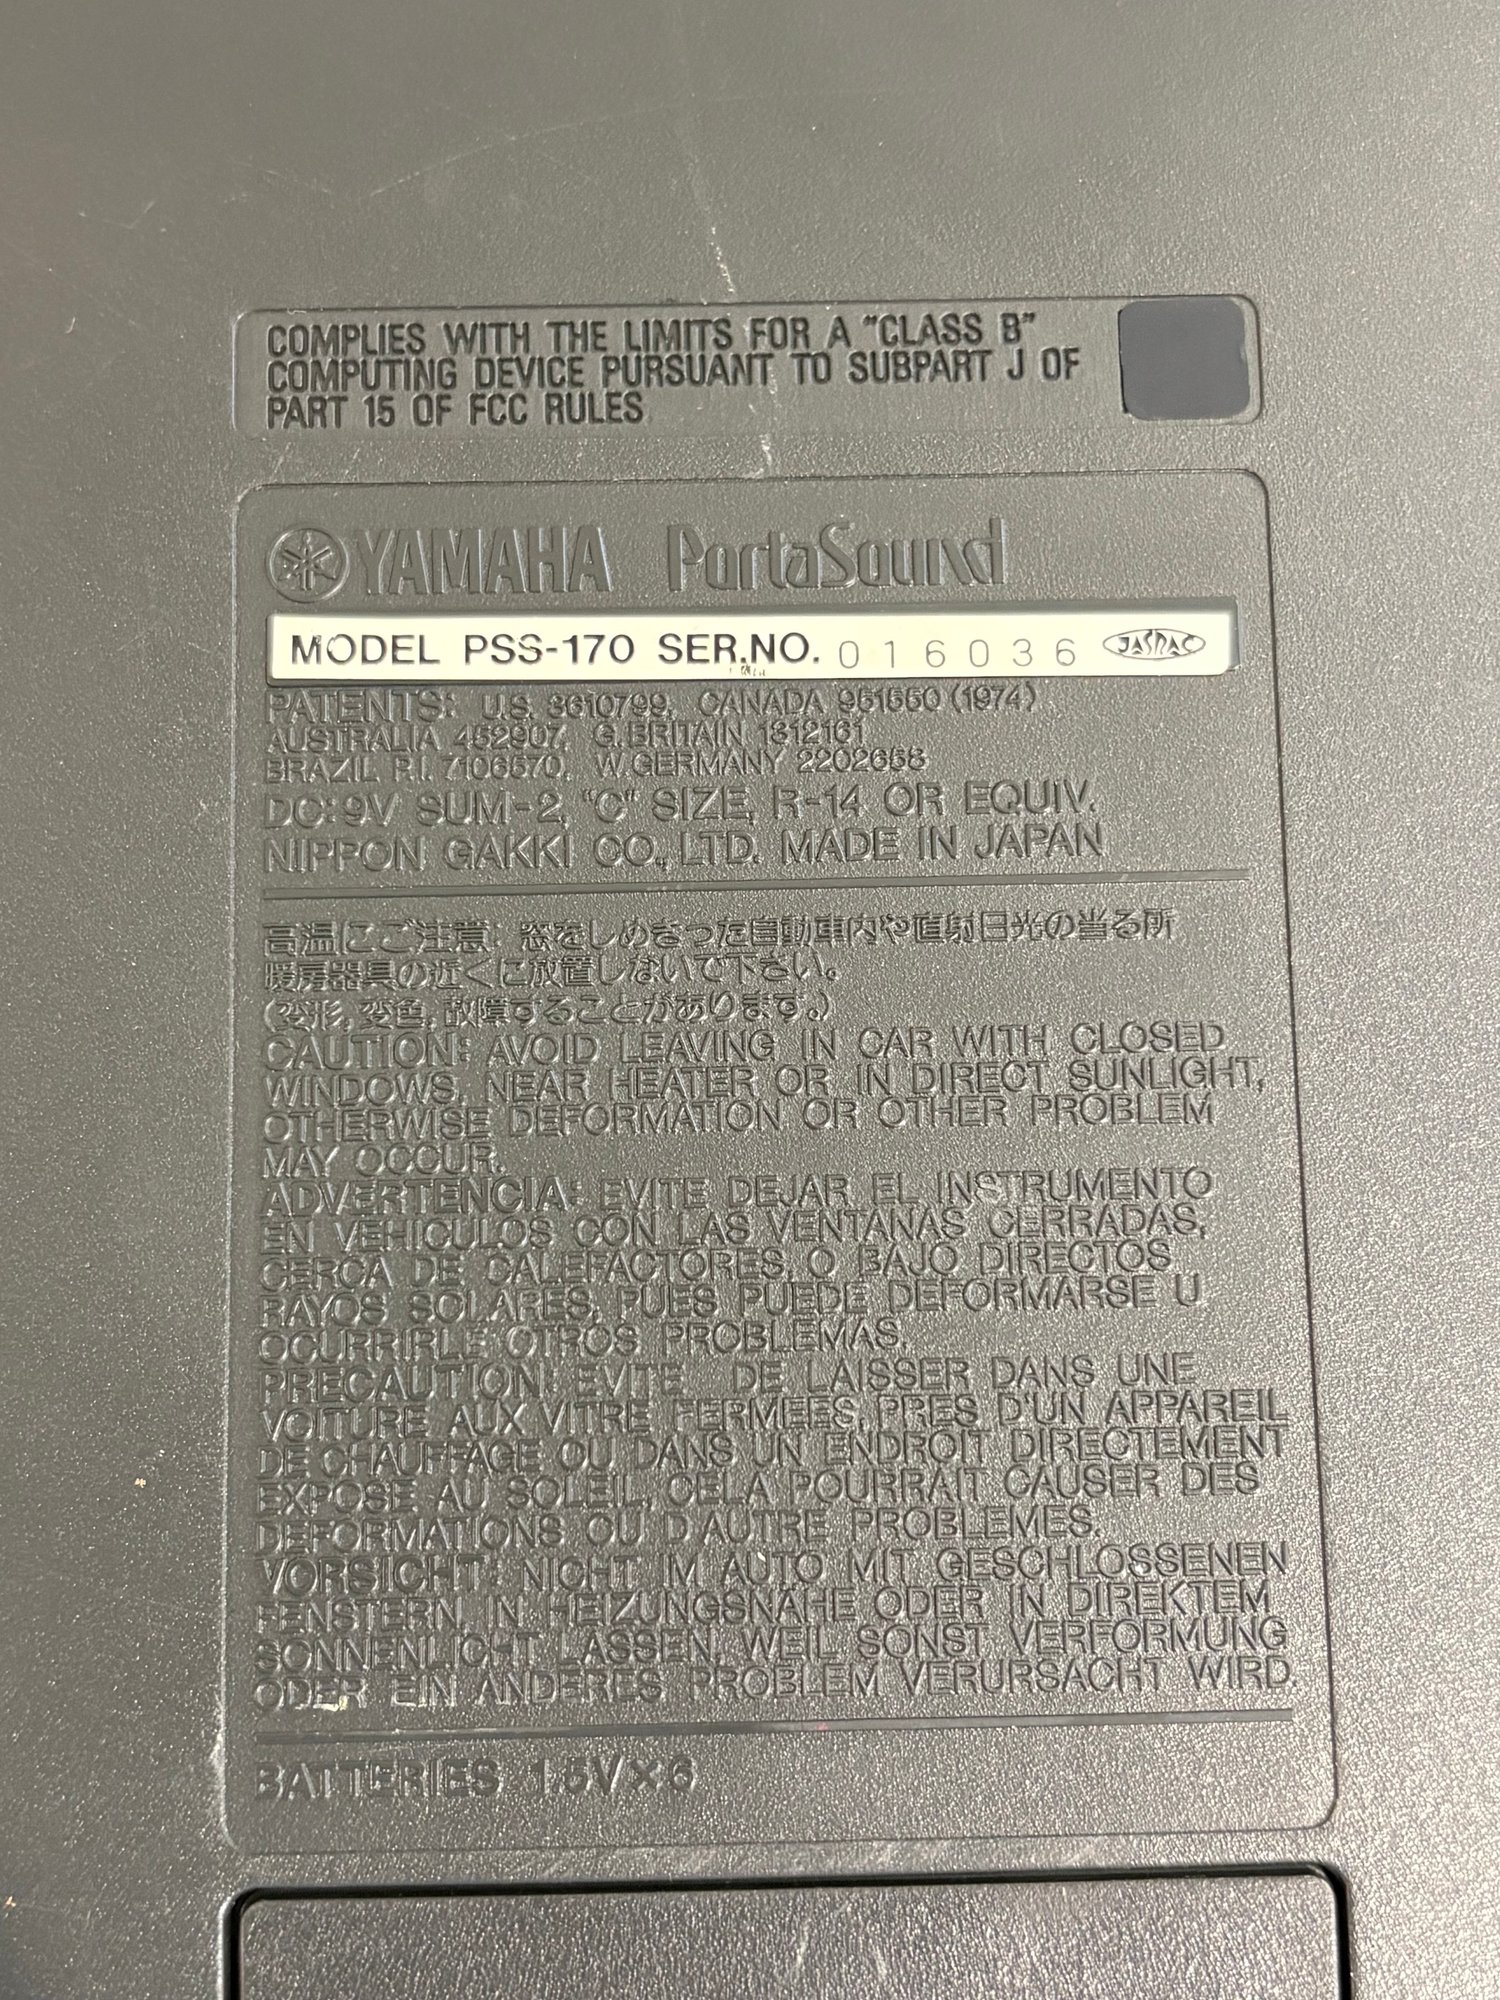 COMPLIES WITH THE LIMITS FOR A "CLASS B"
COMPUTING DEVICE PURSUANT TO SUBPART J OF
PART 15 OF FCC RULES
YAMAHA PortaSound
MODEL PSS-170 SER.NO. 016036 JASPAC
PATENTS: U.S. 3610799, CANADA 951550 (1974)
AUSTRALIA 452907, G.BRITAIN 1312161
BRAZIL P.I. 7106570, W.GERMANY 2202658
DC:9V SUM-2, "C" SIZE, R-14 OR EQUIV.
NIPPON GAKKI CO., LTD. MADE IN JAPAN
高温にご注意: 窓をしめきった自動車内や直射日光の当る所
暖房器具の近くに放置しないで下さい。
(変形, 変色, 故障することがあります。)
CAUTION: AVOID LEAVING IN CAR WITH CLOSED
WINDOWS, NEAR HEATER OR IN DIRECT SUNLIGHT,
OTHERWISE DEFORMATION OR OTHER PROBLEM
MAY OCCUR.
ADVERTENCIA: EVITE DEJAR EL INSTRUMENTO
EN VEHICULOS CON LAS VENTANAS CERRADAS,
CERCA DE CALEFACTORES, O BAJO DIRECTOS
RAYOS SOLARES, PUES PUEDE DEFORMARSE U
OCURRIRLE OTROS PROBLEMAS.
PRECAUTION: EVITE DE LAISSER DANS UNE
VOITURE AUX VITRE FERMEES, PRES D'UN APPAREIL
DE CHAUFFAGE OU DANS UN ENDROIT DIRECTEMENT
EXPOSE AU SOLEIL, CELA POURRAIT CAUSER DES
DEFORMATIONS OU D'AUTRE PROBLEMES.
VORSICHT: NICHT IM AUTO MIT GESCHLOSSENEN
FENSTERN, IN HEIZUNGSNÄHE ODER IN DIREKTEM
SONNENLICHT LASSEN, WEIL SONST VERFORMUNG
ODER EIN ANDERES PROBLEM VERURSACHT WIRD.
BATTERIES 1.5V×6